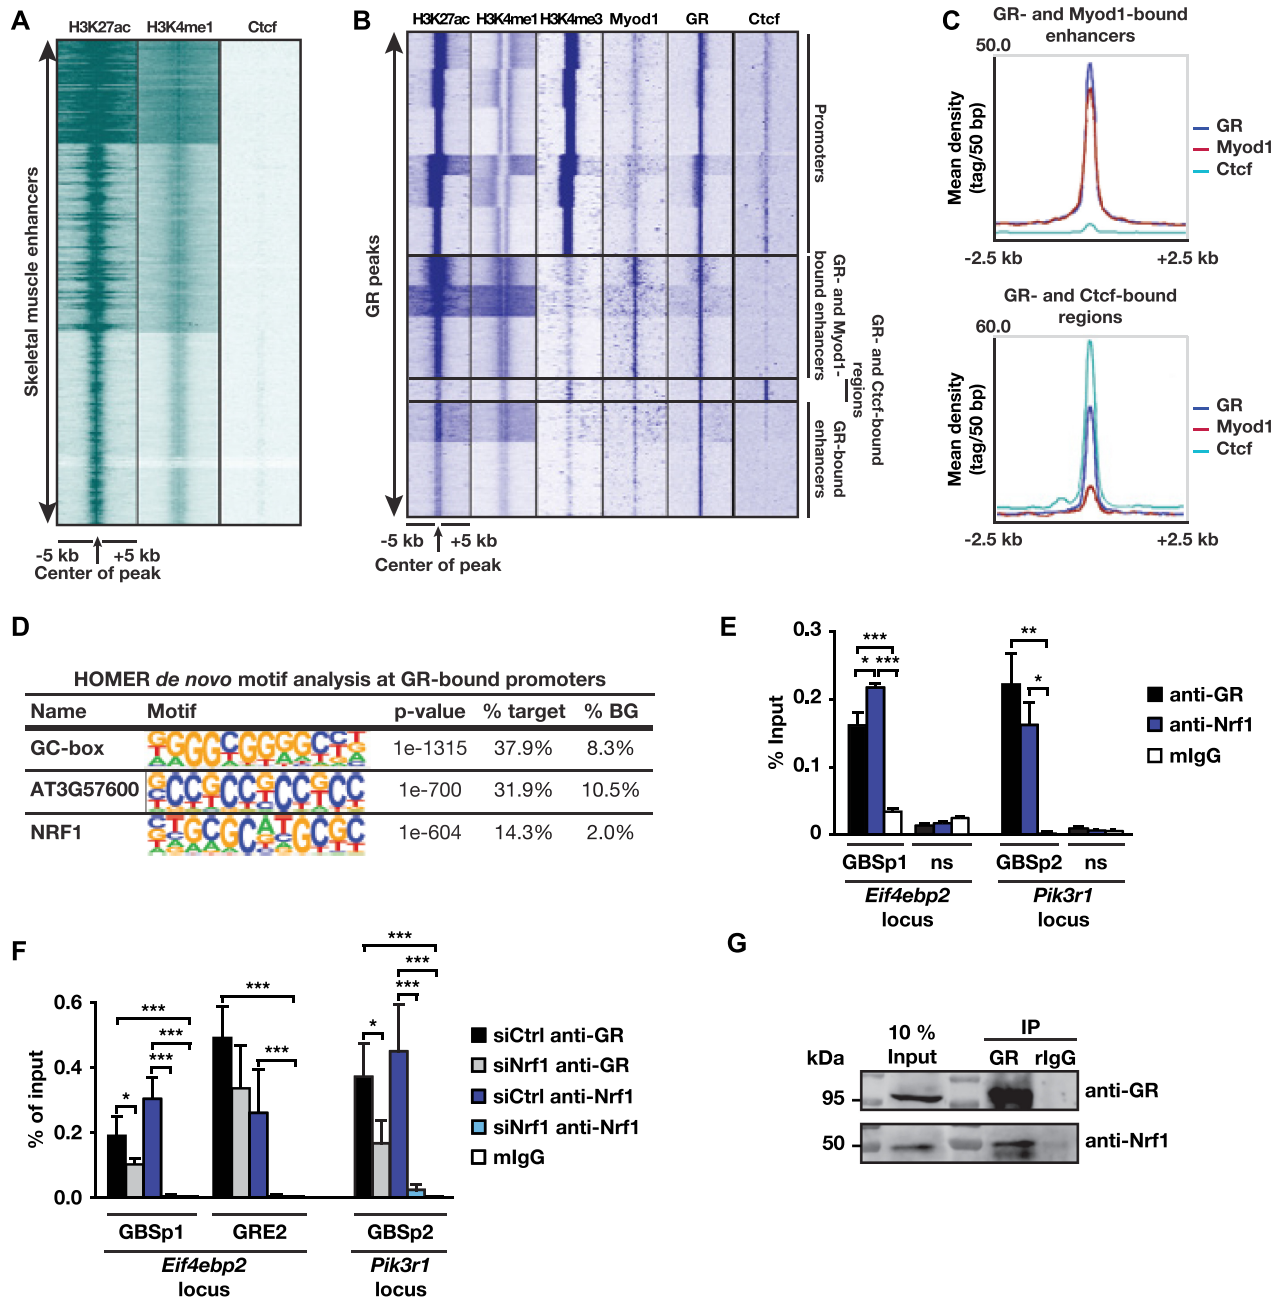 A
H3K27ac H3K4me1 Ctcf
Skeletal muscle enhancers
-5 kb +5 kb
Center of peak
B
H3K27ac H3K4me1 H3K4me3 Myod1 GR Ctcf
GR peaks
Promoters
GR- and Myod1-
bound enhancers
GR- and Ctcf-bound
regions
GR-bound
enhancers
-5 kb +5 kb
Center of peak
C
GR- and Myod1-bound
enhancers
50.0
Mean density
(tag/50 bp)
GR
Myod1
Ctcf
-2.5 kb +2.5 kb
GR- and Ctcf-bound
regions
60.0
Mean density
(tag/50 bp)
GR
Myod1
Ctcf
-2.5 kb +2.5 kb
D
HOMER de novo motif analysis at GR-bound promoters
Name Motif p-value % target % BG
GC-box 1e-1315 37.9% 8.3%
AT3G57600 1e-700 31.9% 10.5%
NRF1 1e-604 14.3% 2.0%
E
% Input
0.3
0.2
0.1
0
***
* ***
**
*
anti-GR
anti-Nrf1
mIgG
GBSp1 ns GBSp2 ns
Eif4ebp2
locus
Pik3r1
locus
F
% of input
0.6
0.4
0.2
0.0
***
***
***
*
***
***
***
***
***
*
siCtrl anti-GR
siNrf1 anti-GR
siCtrl anti-Nrf1
siNrf1 anti-Nrf1
mIgG
GBSp1 GRE2 GBSp2
Eif4ebp2
locus
Pik3r1
locus
G
10 %
Input
IP
kDa GR rIgG
95 anti-GR
50 anti-Nrf1